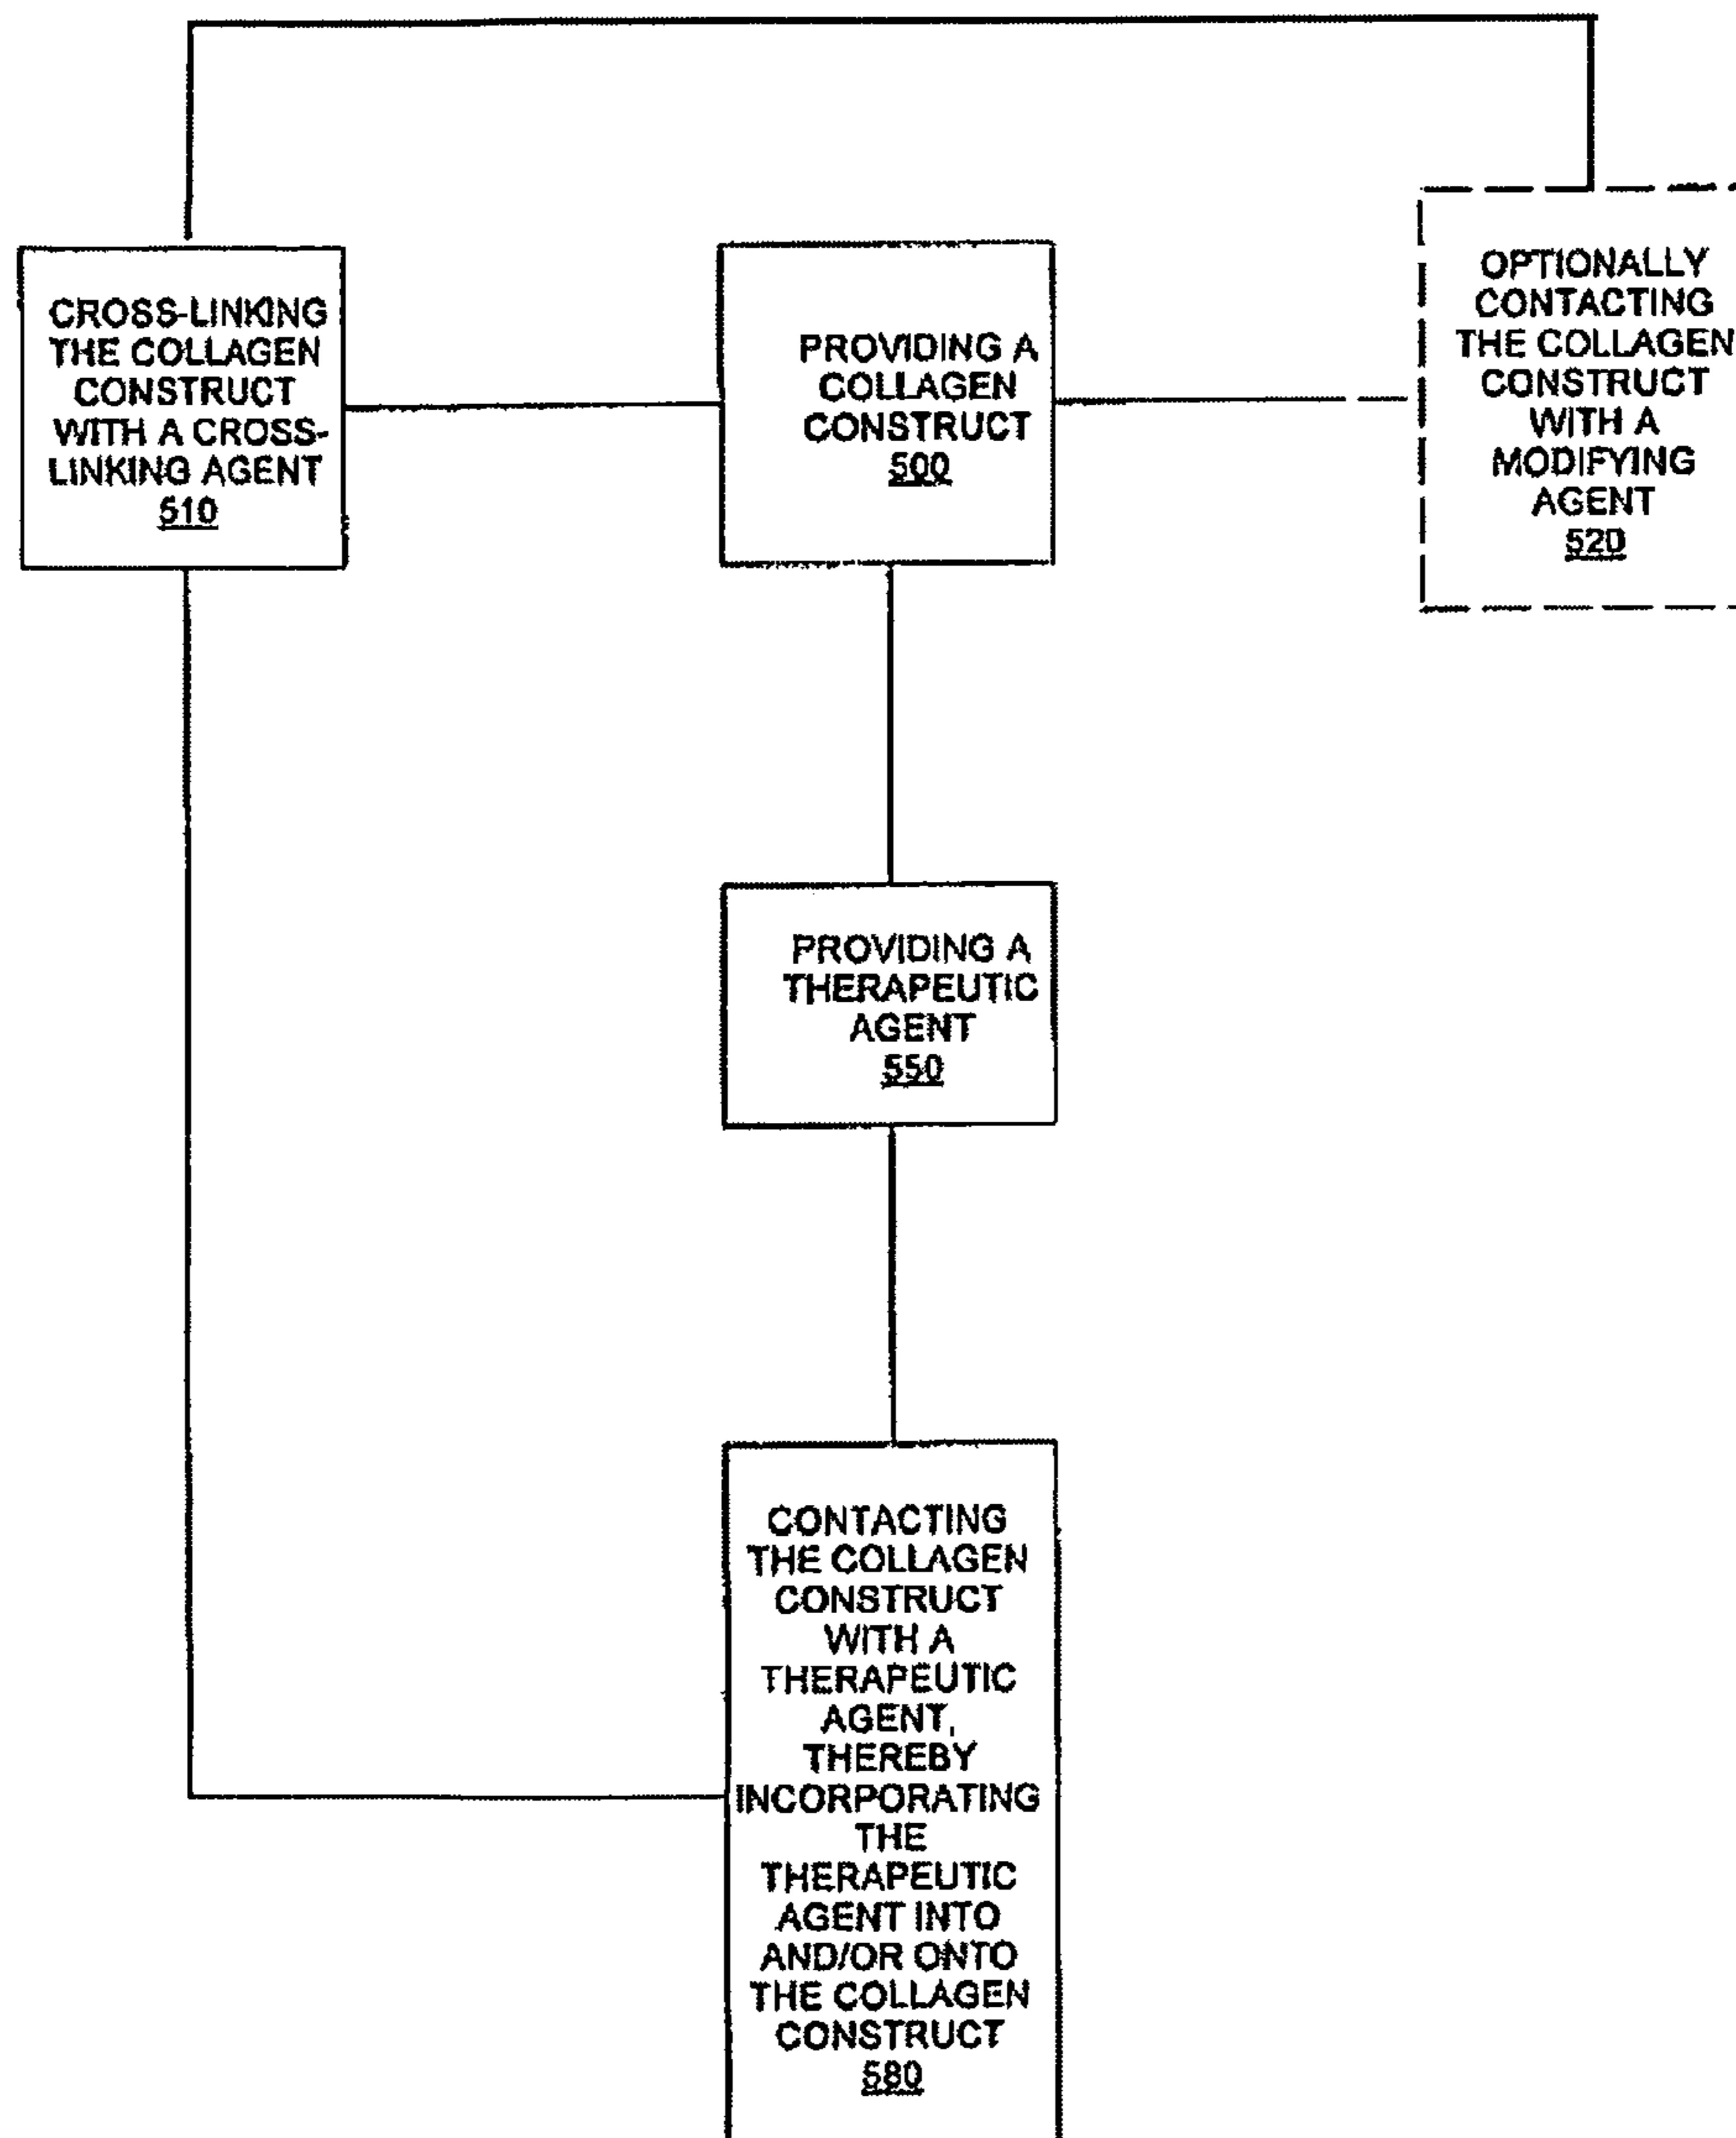 CROSS-LINKING
THE COLLAGEN
CONSTRUCT
WITH A CROSS-
LINKING AGENT
510
PROVIDING A
COLLAGEN
CONSTRUCT
500
OPTIONALLY
CONTACTING
THE COLLAGEN
CONSTRUCT
WITH A
MODIFYING
AGENT
520
PROVIDING A
THERAPEUTIC
AGENT
550
CONTACTING
THE COLLAGEN
CONSTRUCT
WITH A
THERAPEUTIC
AGENT,
THEREBY
INCORPORATING
THE
THERAPEUTIC
AGENT INTO
AND/OR ONTO
THE COLLAGEN
CONSTRUCT
580